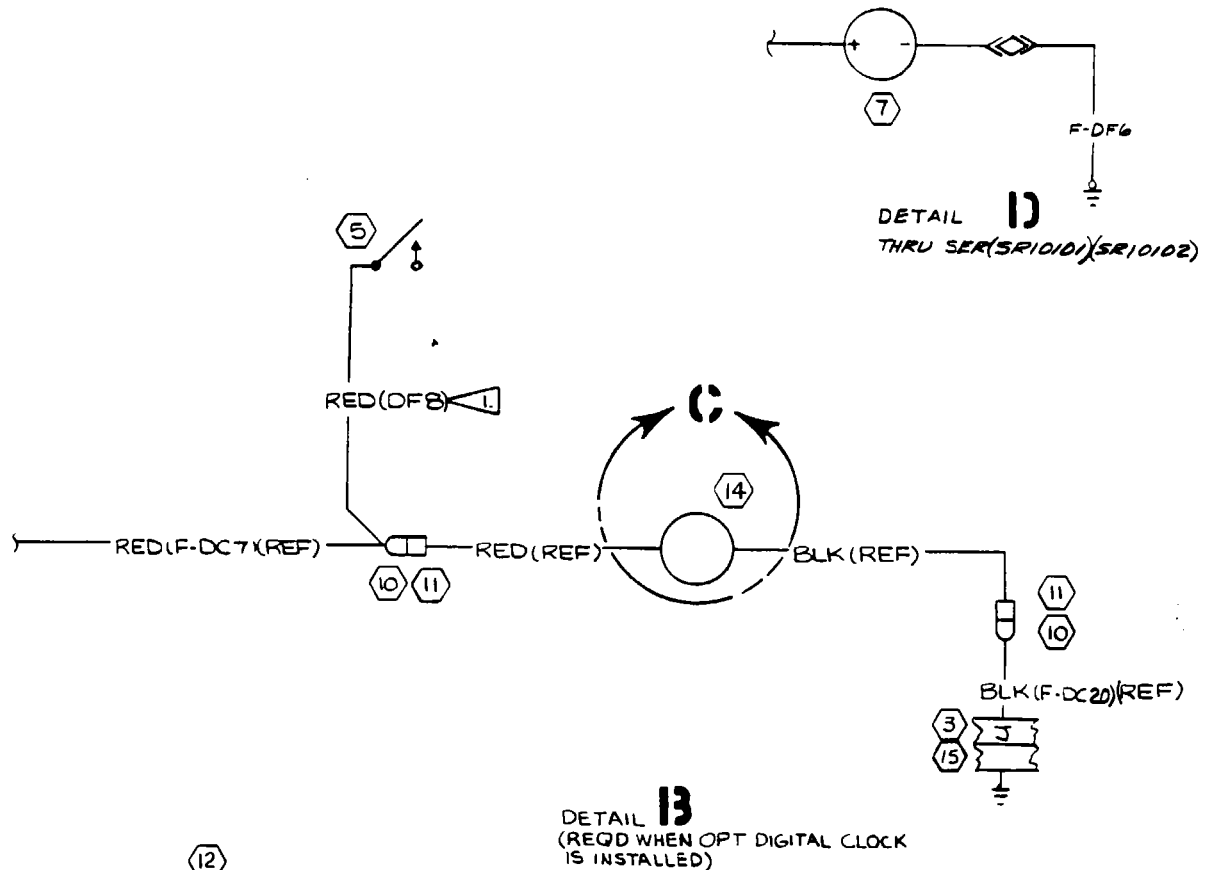 + -
7
F-DF6
DETAIL D
THRU SER(SR10101)(SR10102)
5
RED(DF8) 1.
C
14
RED(F-DC7)(REF) RED(REF) BLK(REF)
10 11
11
10
BLK(F-DC20)(REF)
3 J
15
DETAIL B
(REQD WHEN OPT DIGITAL CLOCK
IS INSTALLED)
12